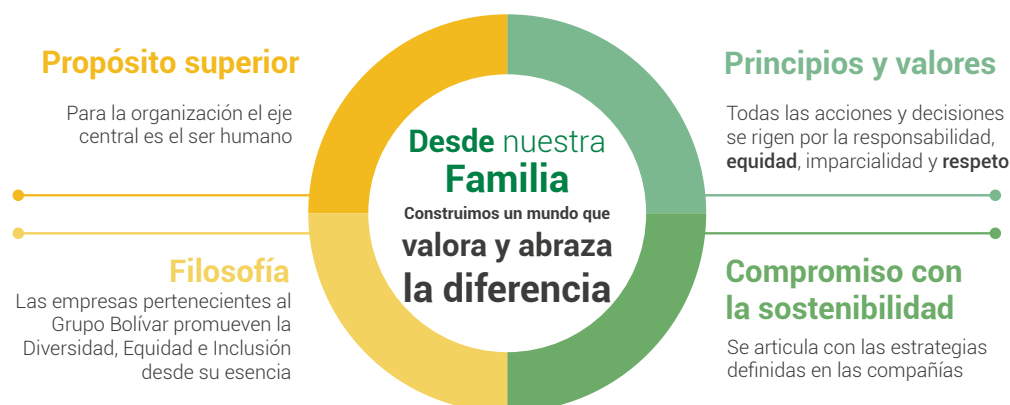 Propósito superior
Para la organización el eje
central es el ser humano
Principios y valores
Todas las acciones y decisiones
se rigen por la responsabilidad,
equidad, imparcialidad y respeto
Desde nuestra
Familia
Construimos un mundo que
valora y abraza
la diferencia
Filosofía
Las empresas pertenecientes al
Grupo Bolívar promueven la
Diversidad, Equidad e Inclusión
desde su esencia
Compromiso con
la sostenibilidad
Se articula con las estrategias
definidas en las compañías